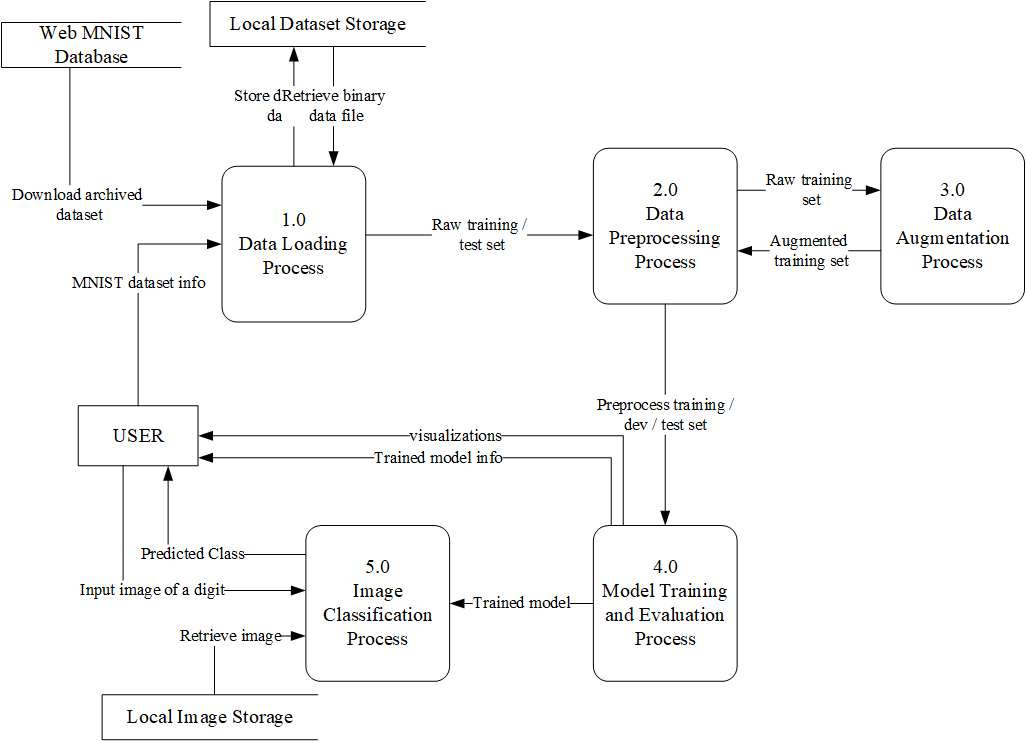 Web MNIST
Database
Local Dataset Storage
Store d
da
Retrieve binary
data file
Download archived
dataset
MNIST dataset info
1.0
Data Loading
Process
Raw training /
test set
2.0
Data
Preprocessing
Process
Raw training
set
Augmented
training set
3.0
Data
Augmentation
Process
Preprocess training /
dev / test set
USER
visualizations
Trained model info
Predicted Class
Input image of a digit
Retrieve image
5.0
Image
Classification
Process
Trained model
4.0
Model Training
and Evaluation
Process
Local Image Storage